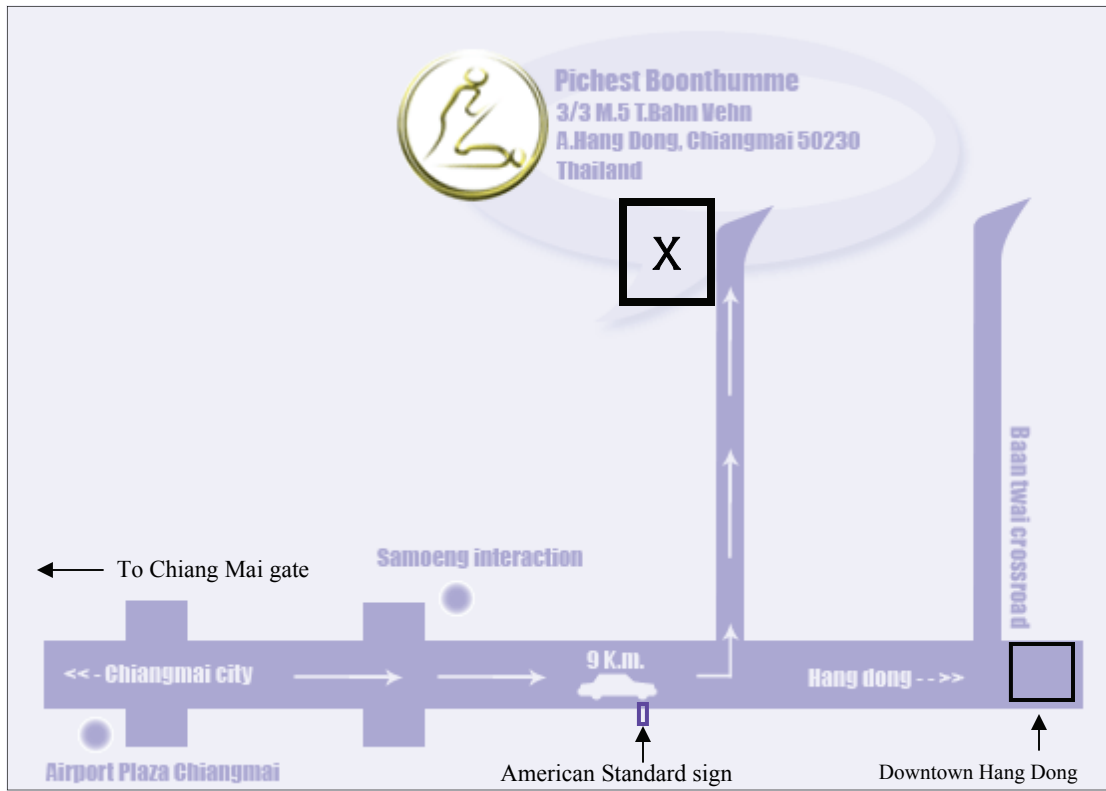 Pichest Boonthumme
3/3 M.5 T.Bahn Vehn
A.Hang Dong, Chiangmai 50230
Thailand
X
Baan twai crossroad
Samoeng interaction
To Chiang Mai gate
<< - Chiangmai city
9 K.m.
Hang dong - - >>
Airport Plaza Chiangmai
American Standard sign
Downtown Hang Dong